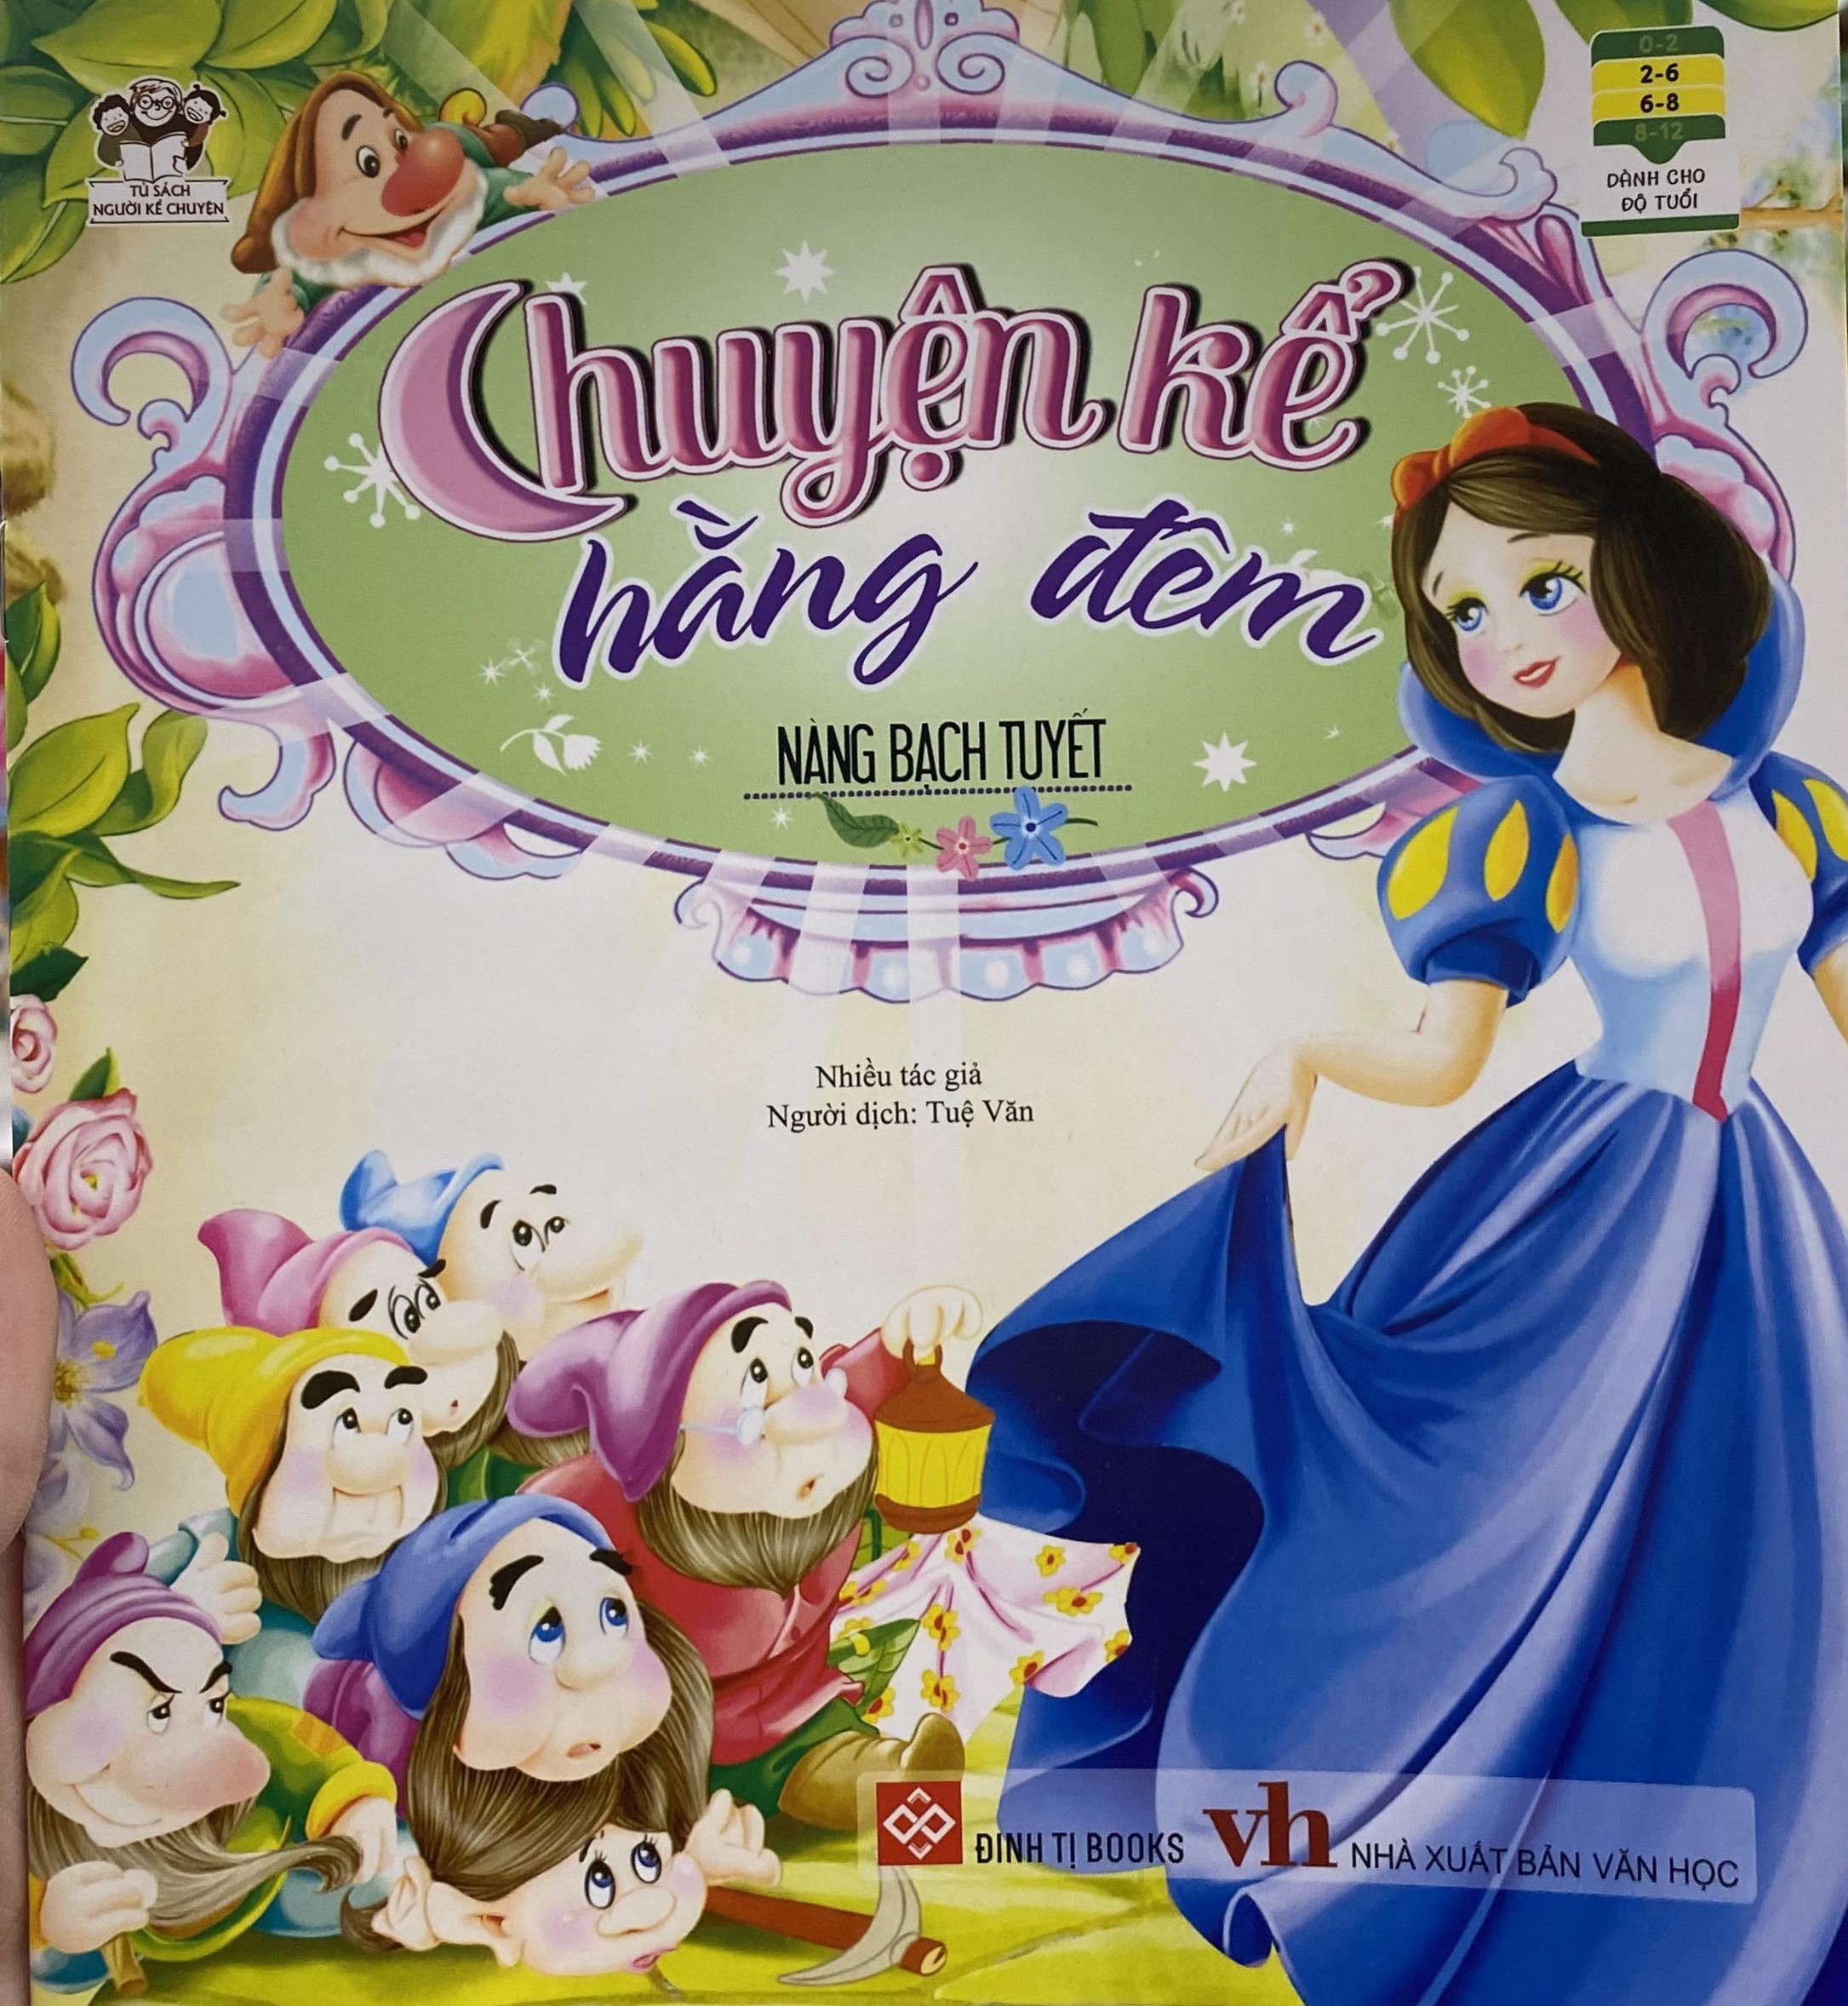 TỦ SÁCH
NGƯỜI KỂ CHUYỆN
0-2
2-6
6-8
8-12
DÀNH CHO
ĐỘ TUỔI
Chuyện kể
hằng đêm
NÀNG BẠCH TUYẾT
Nhiều tác giả
Người dịch: Tuệ Văn
ĐINH TỊ BOOKS
vh NHÀ XUẤT BẢN VĂN HỌC